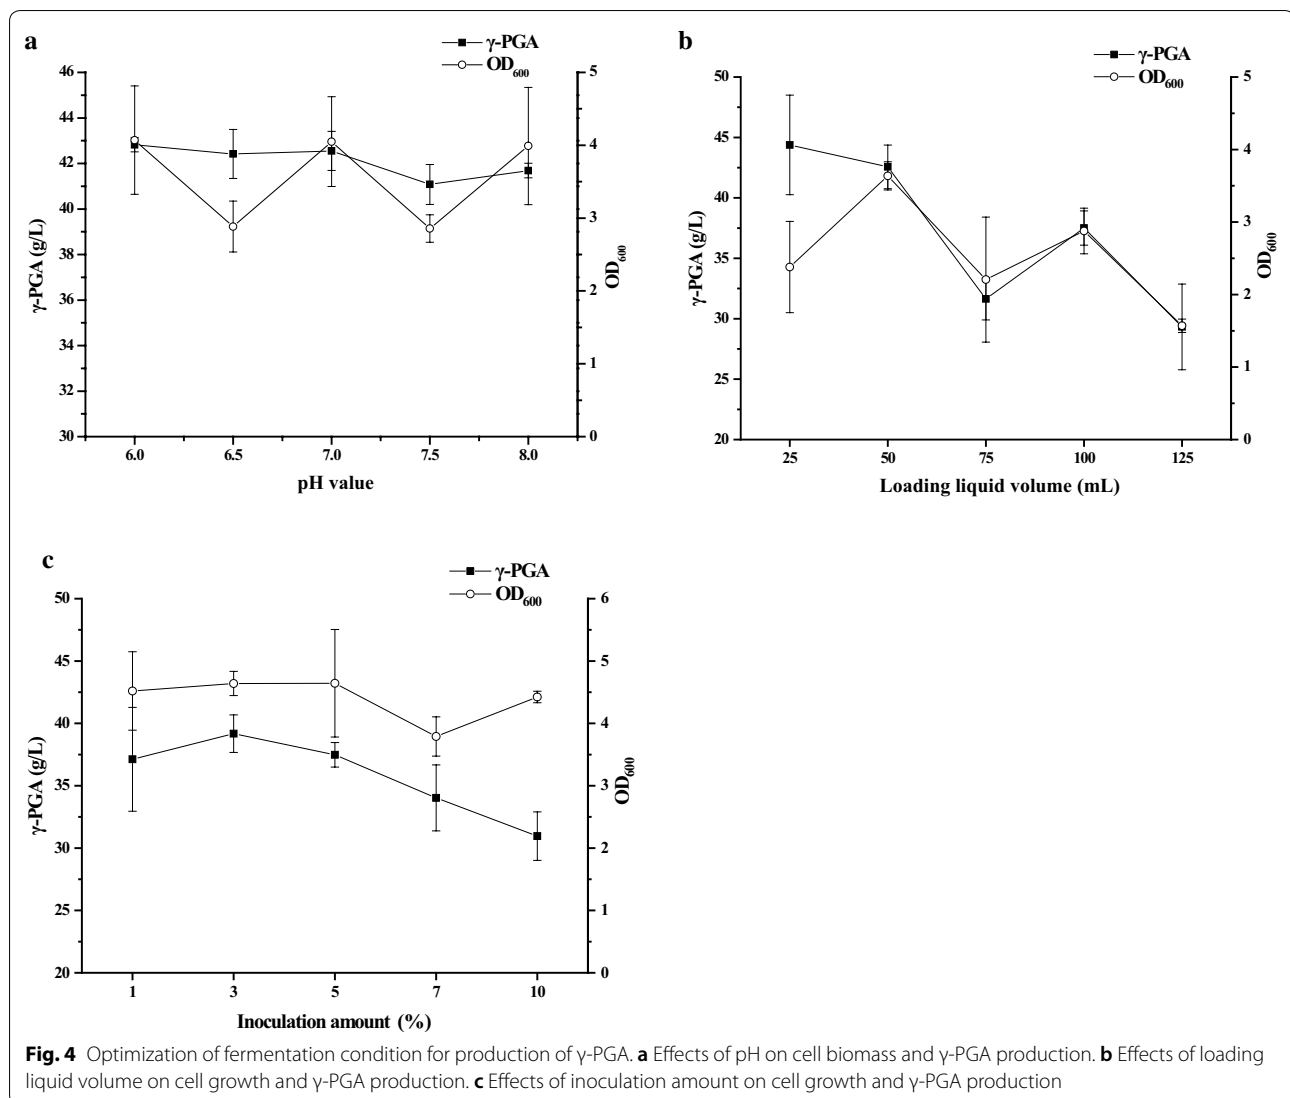 a
γ-PGA
OD600
46
44
42
40
38
36
34
32
30
γ-PGA (g/L)
5
4
3
2
1
0
OD600
6.0 6.5 7.0 7.5 8.0
pH value
b
γ-PGA
OD600
50
45
40
35
30
25
20
γ-PGA (g/L)
5
4
3
2
1
0
OD600
25 50 75 100 125
Loading liquid volume (mL)
c
γ-PGA
OD600
50
45
40
35
30
25
20
γ-PGA (g/L)
6
5
4
3
2
1
0
OD600
1 3 5 7 10
Inoculation amount (%)
Fig. 4 Optimization of fermentation condition for production of γ-PGA. a Effects of pH on cell biomass and γ-PGA production. b Effects of loading
liquid volume on cell growth and γ-PGA production. c Effects of inoculation amount on cell growth and γ-PGA production